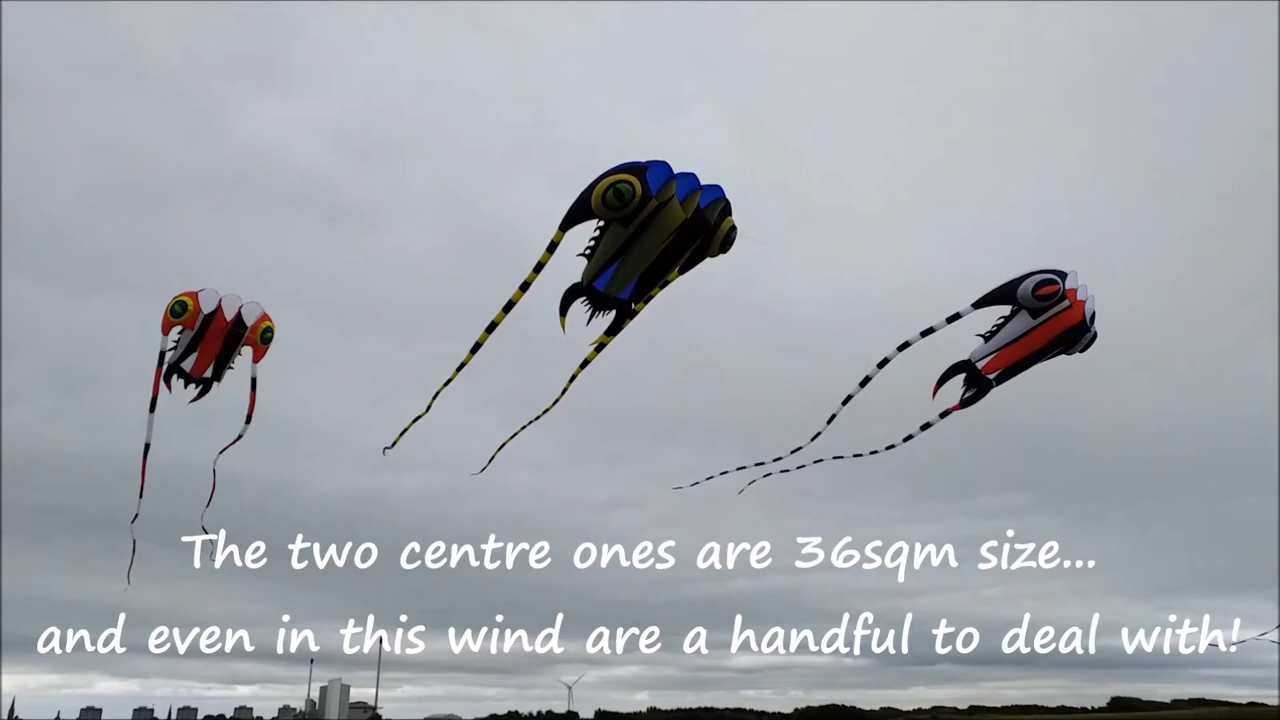 The two centre ones are 36sqm size...
and even in this wind are a handful to deal with!